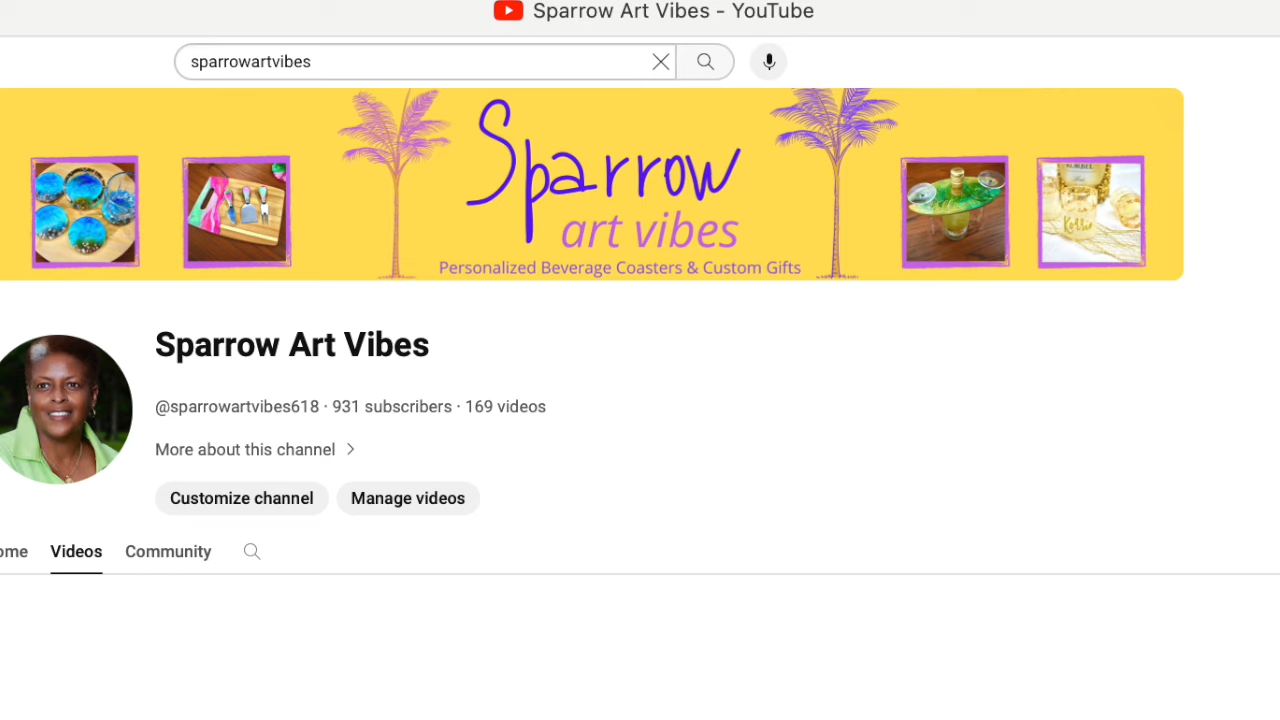 Sparrow Art Vibes - YouTube
sparrowartvibes
Sparrow
art vibes
Personalized Beverage Coasters & Custom Gifts
KORBEL
Sparrow Art Vibes
@sparrowartvibes618 · 931 subscribers · 169 videos
More about this channel >
Customize channel
Manage videos
ome
Videos
Community